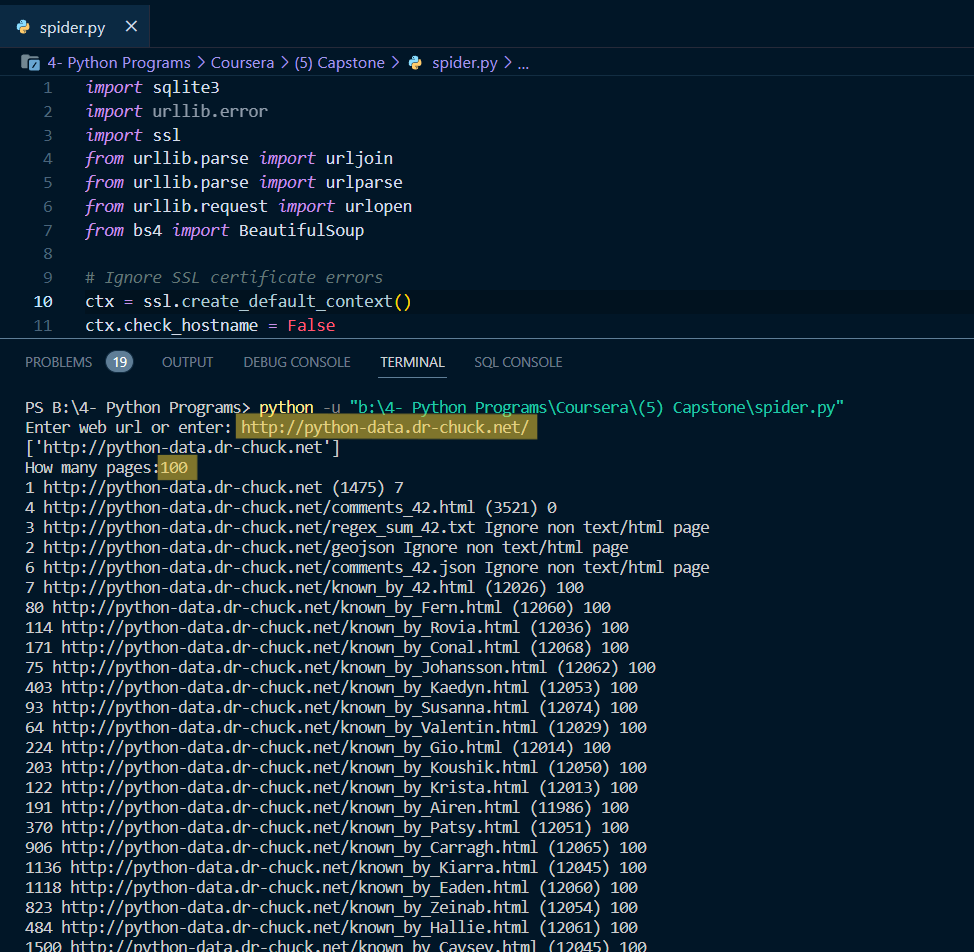 spider.py
4- Python Programs > Coursera > (5) Capstone > spider.py > ...
1 import sqlite3
2 import urllib.error
3 import ssl
4 from urllib.parse import urljoin
5 from urllib.parse import urlparse
6 from urllib.request import urlopen
7 from bs4 import BeautifulSoup
8
9 # Ignore SSL certificate errors
10 ctx = ssl.create_default_context()
11 ctx.check_hostname = False
PROBLEMS 19 OUTPUT DEBUG CONSOLE TERMINAL SQL CONSOLE
PS B:\4- Python Programs> python -u "b:\4- Python Programs\Coursera\(5) Capstone\spider.py"
Enter web url or enter: http://python-data.dr-chuck.net/
['http://python-data.dr-chuck.net']
How many pages:100
1 http://python-data.dr-chuck.net (1475) 7
4 http://python-data.dr-chuck.net/comments_42.html (3521) 0
3 http://python-data.dr-chuck.net/regex_sum_42.txt Ignore non text/html page
2 http://python-data.dr-chuck.net/geojson Ignore non text/html page
6 http://python-data.dr-chuck.net/comments_42.json Ignore non text/html page
7 http://python-data.dr-chuck.net/known_by_42.html (12026) 100
80 http://python-data.dr-chuck.net/known_by_Fern.html (12060) 100
114 http://python-data.dr-chuck.net/known_by_Rovia.html (12036) 100
171 http://python-data.dr-chuck.net/known_by_Conal.html (12068) 100
75 http://python-data.dr-chuck.net/known_by_Johansson.html (12062) 100
403 http://python-data.dr-chuck.net/known_by_Kaedyn.html (12053) 100
93 http://python-data.dr-chuck.net/known_by_Susanna.html (12074) 100
64 http://python-data.dr-chuck.net/known_by_Valentin.html (12029) 100
224 http://python-data.dr-chuck.net/known_by_Gio.html (12014) 100
203 http://python-data.dr-chuck.net/known_by_Koushik.html (12050) 100
122 http://python-data.dr-chuck.net/known_by_Krista.html (12013) 100
191 http://python-data.dr-chuck.net/known_by_Airen.html (11986) 100
370 http://python-data.dr-chuck.net/known_by_Patsy.html (12051) 100
906 http://python-data.dr-chuck.net/known_by_Carragh.html (12065) 100
1136 http://python-data.dr-chuck.net/known_by_Kiarra.html (12045) 100
1118 http://python-data.dr-chuck.net/known_by_Eaden.html (12060) 100
823 http://python-data.dr-chuck.net/known_by_Zeinab.html (12054) 100
484 http://python-data.dr-chuck.net/known_by_Hallie.html (12061) 100
1500 http://python-data.dr-chuck.net/known_by_Caysey.html (12045) 100